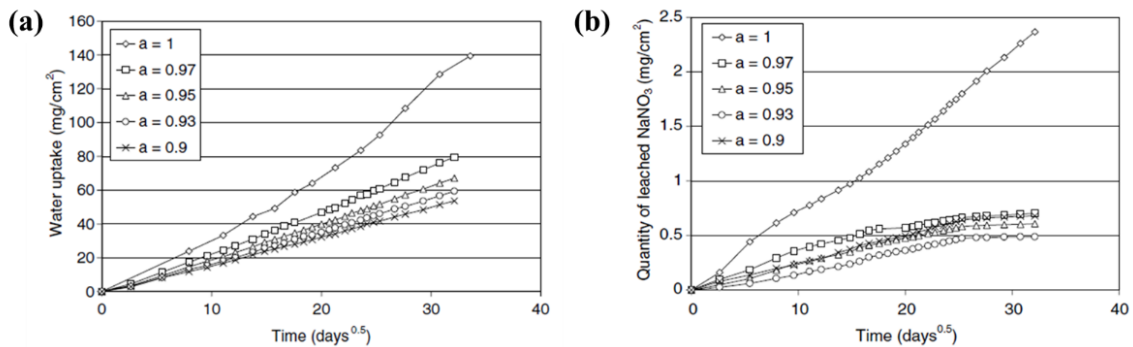 (a)
160
140
120
100
80
60
40
20
0
Water uptake (mg/cm²)
a = 1
a = 0.97
a = 0.95
a = 0.93
a = 0.9
0 10 20 30 40
Time (days⁰·⁵)
(b)
2.5
2
1.5
1
0.5
0
Quantity of leached NaNO₃ (mg/cm²)
a = 1
a = 0.97
a = 0.95
a = 0.93
a = 0.9
0 10 20 30 40
Time (days⁰·⁵)